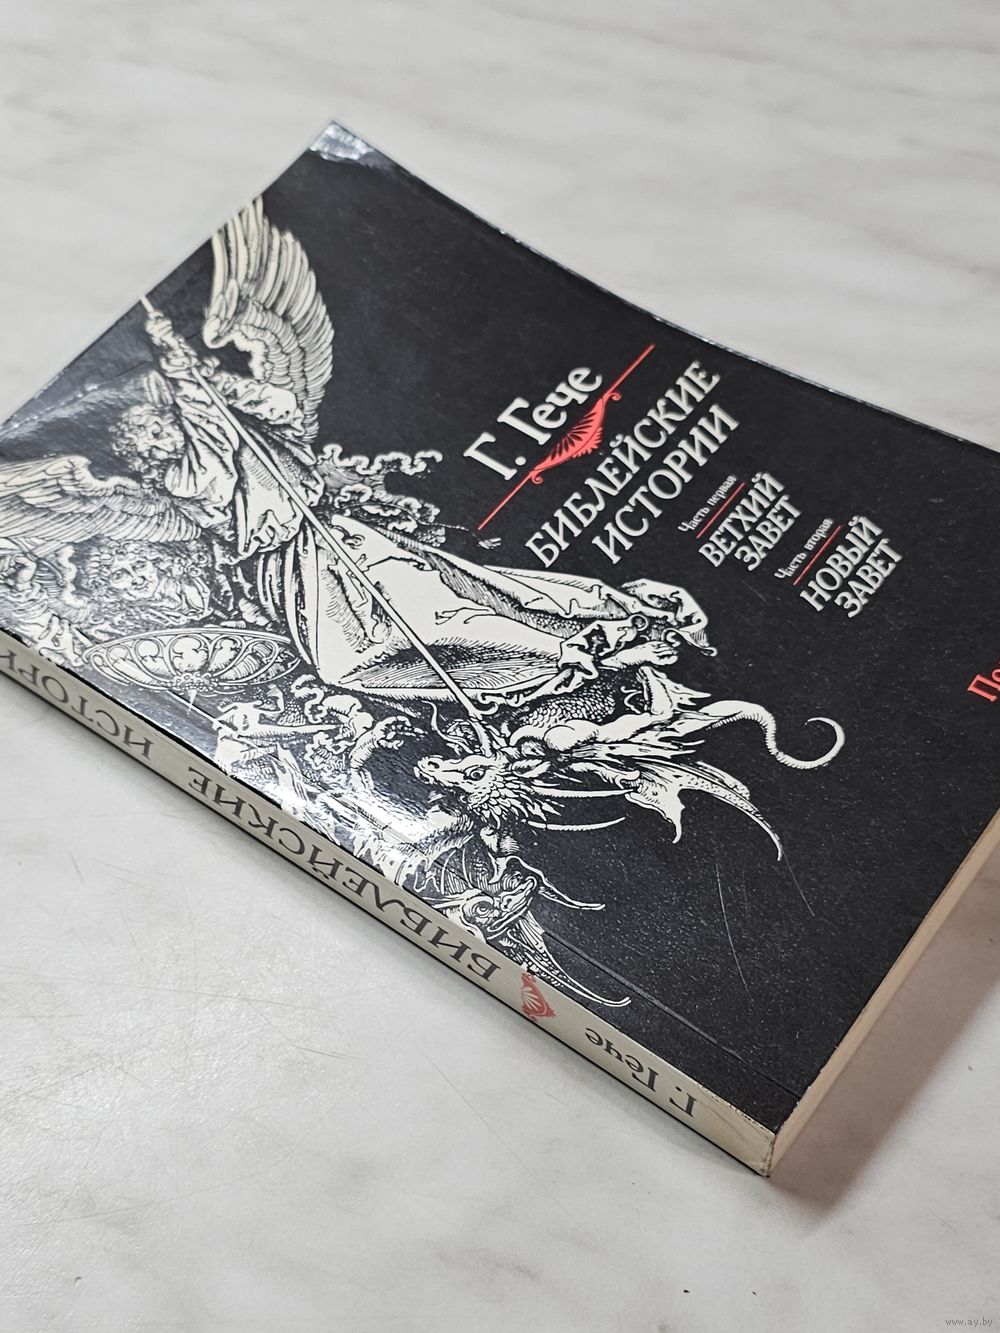 Г. Гече
БИБЛЕЙСКИЕ
ИСТОРИИ
Часть первая
ВЕТХИЙ
ЗАВЕТ
Часть вторая
НОВЫЙ
ЗАВЕТ
Г. Гече БИБЛЕЙСКИЕ
www.ay.by